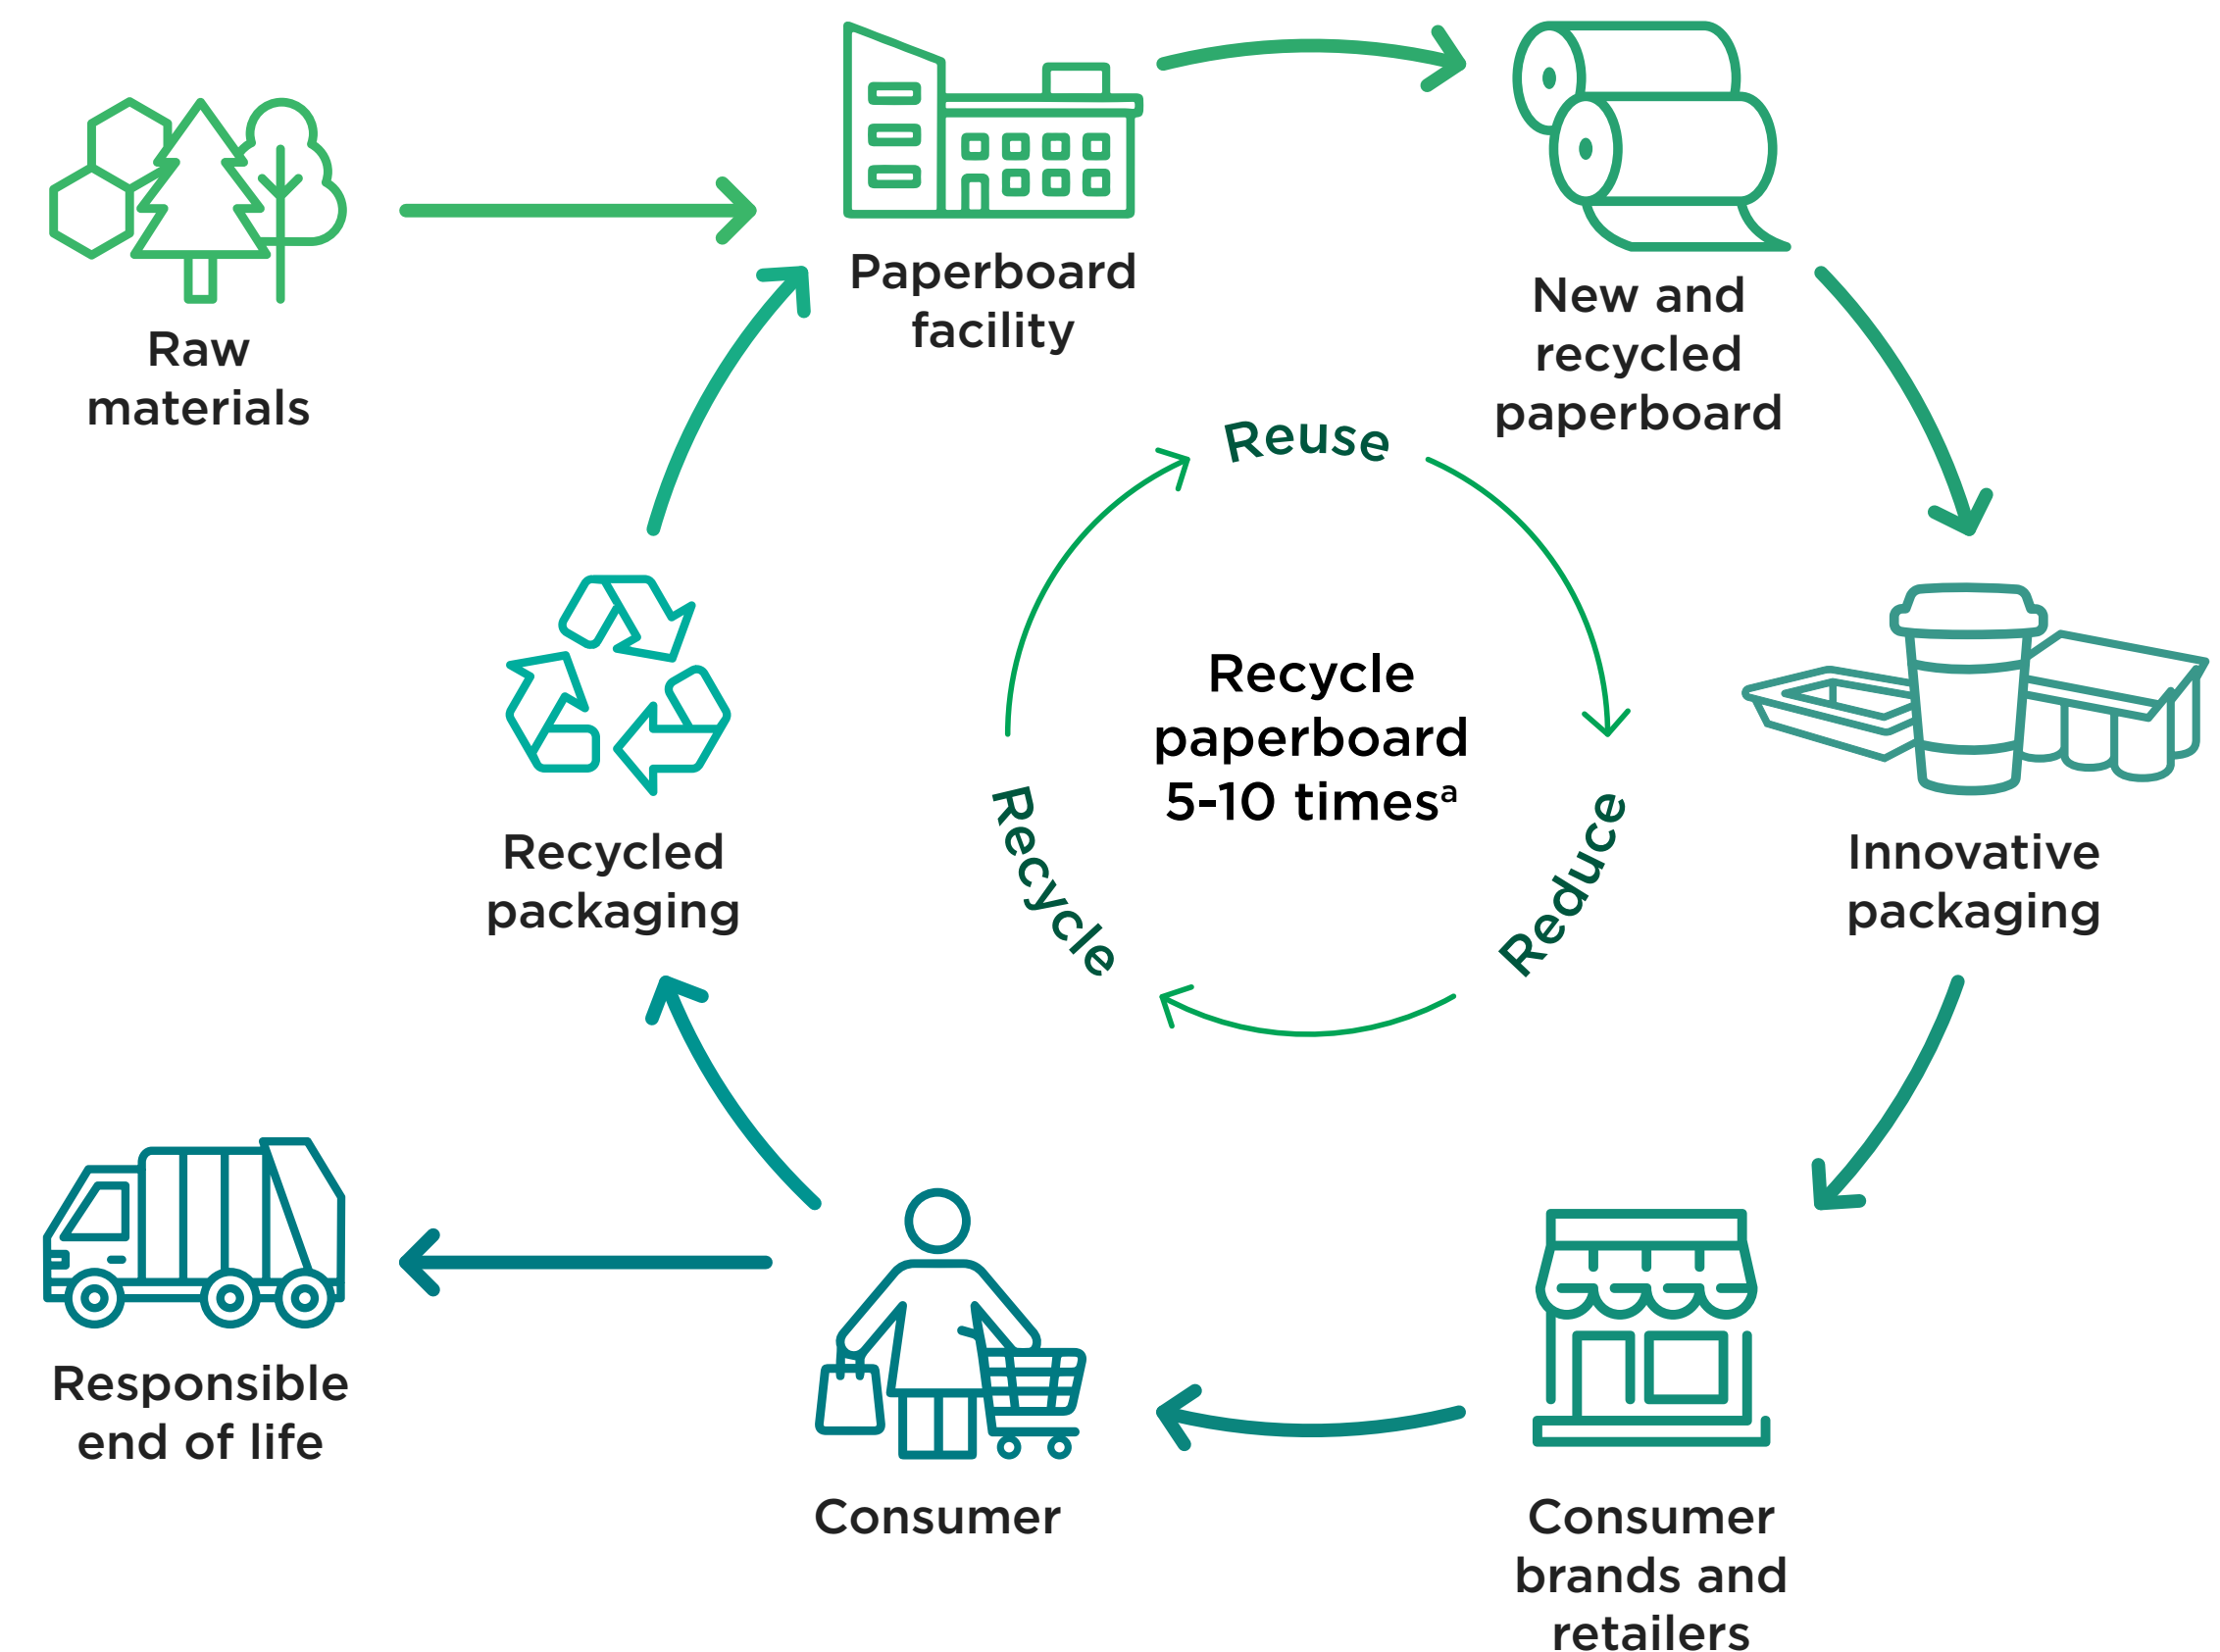 Raw
materials
Paperboard
facility
New and
recycled
paperboard
Reuse
Recycle
paperboard
5-10 timesᵃ
Recycle
Reduce
Recycled
packaging
Innovative
packaging
Responsible
end of life
Consumer
Consumer
brands and
retailers